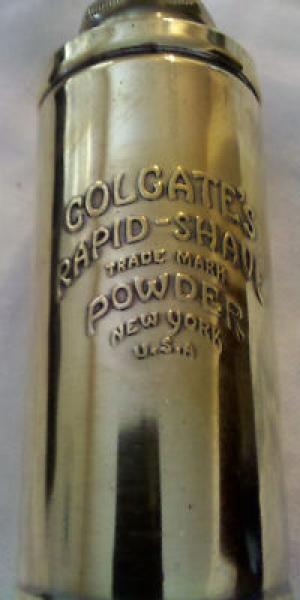 COLGATE'S
RAPID-SHAVE
TRADE MARK
POWDER
NEW YORK
U.S.A